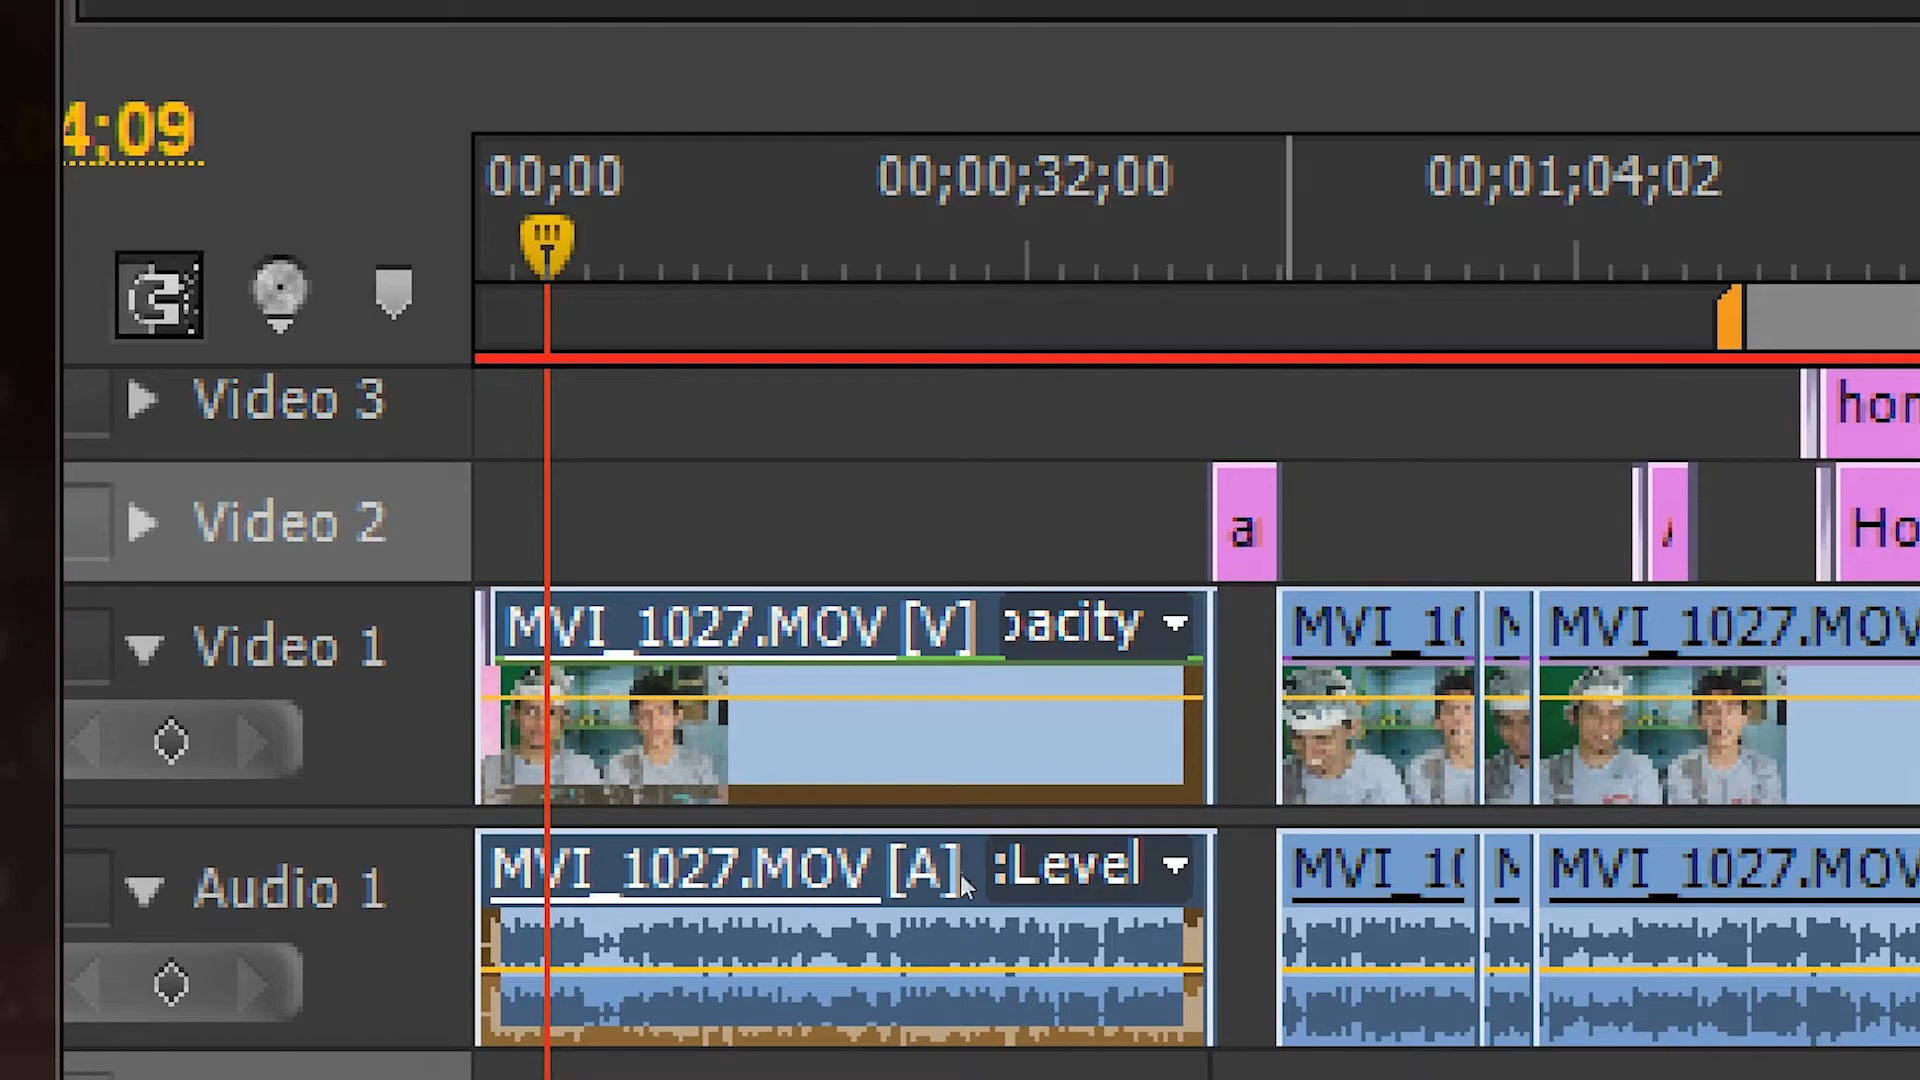 4;09
00;00 00;00;32;00 00;01;04;02
Video 3 hom
Video 2 a Ho
Video 1 MVI_1027.MOV [V] pacity MVI_10 M MVI_1027.MOV
Audio 1 MVI_1027.MOV [A] :Level MVI_10 M MVI_1027.MOV